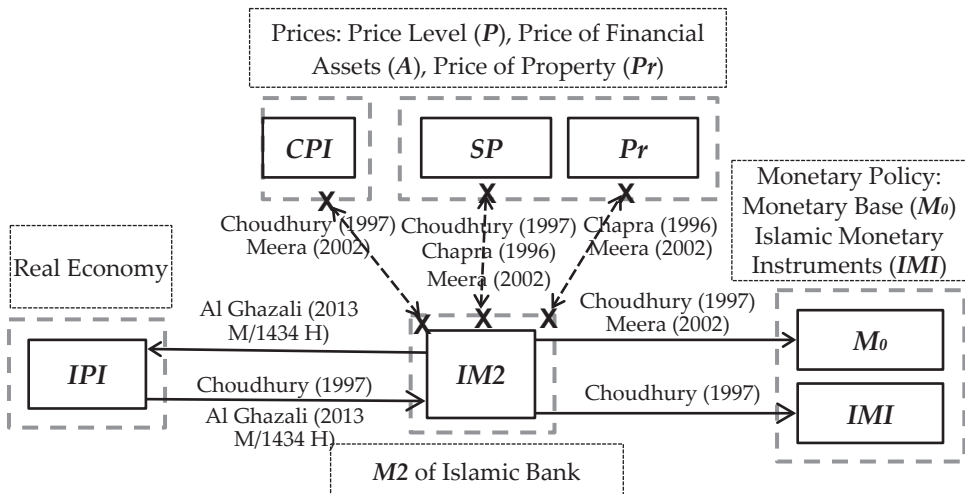 Prices: Price Level (P), Price of Financial
Assets (A), Price of Property (Pr)
CPI
SP
Pr
X
X
X
Choudhury (1997)
Meera (2002)
Choudhury (1997)
Chapra (1996)
Meera (2002)
Chapra (1996)
Meera (2002)
Monetary Policy:
Monetary Base (M₀)
Islamic Monetary
Instruments (IMI)
Real Economy
Al Ghazali (2013
M/1434 H)
X
X
X
Choudhury (1997)
Meera (2002)
IPI
IM2
M₀
Choudhury (1997)
Al Ghazali (2013
M/1434 H)
Choudhury (1997)
IMI
M2 of Islamic Bank